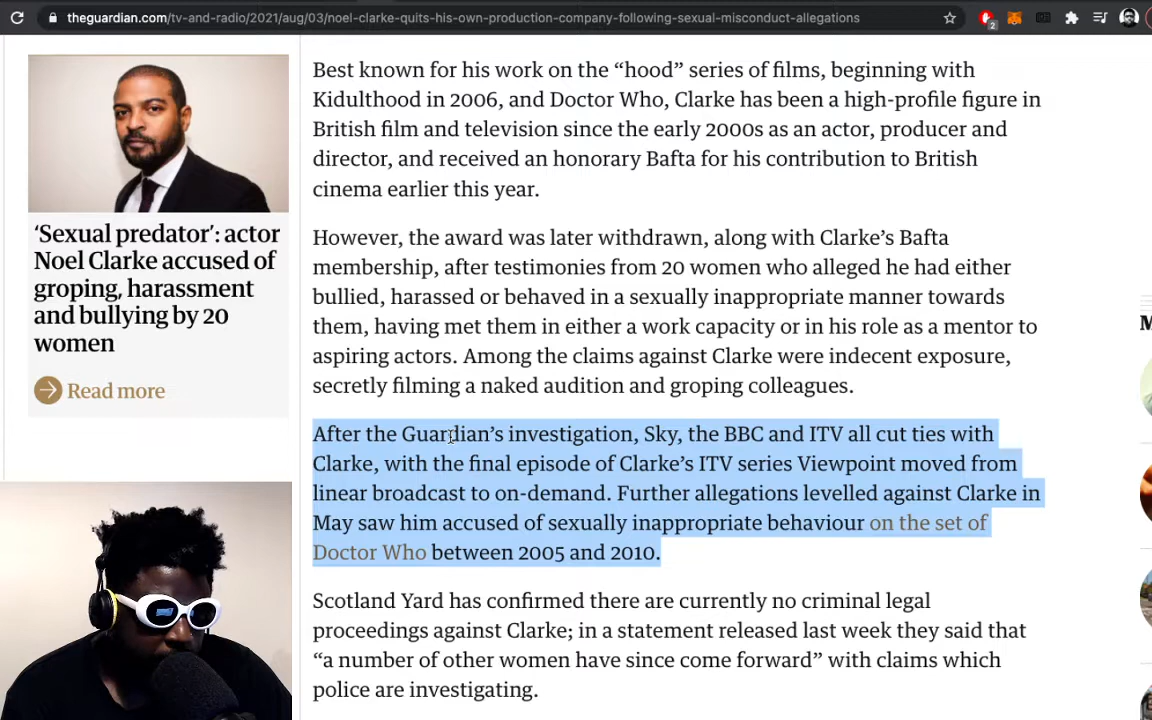 theguardian.com/tv-and-radio/2021/aug/03/noel-clarke-quits-his-own-production-company-following-sexual-misconduct-allegations
2
‘Sexual predator’: actor
Noel Clarke accused of
groping, harassment
and bullying by 20
women
Read more
Best known for his work on the “hood” series of films, beginning with
Kidulthood in 2006, and Doctor Who, Clarke has been a high-profile figure in
British film and television since the early 2000s as an actor, producer and
director, and received an honorary Bafta for his contribution to British
cinema earlier this year.
However, the award was later withdrawn, along with Clarke’s Bafta
membership, after testimonies from 20 women who alleged he had either
bullied, harassed or behaved in a sexually inappropriate manner towards
them, having met them in either a work capacity or in his role as a mentor to
aspiring actors. Among the claims against Clarke were indecent exposure,
secretly filming a naked audition and groping colleagues.
After the Guardian’s investigation, Sky, the BBC and ITV all cut ties with
Clarke, with the final episode of Clarke’s ITV series Viewpoint moved from
linear broadcast to on-demand. Further allegations levelled against Clarke in
May saw him accused of sexually inappropriate behaviour on the set of
Doctor Who between 2005 and 2010.
Scotland Yard has confirmed there are currently no criminal legal
proceedings against Clarke; in a statement released last week they said that
“a number of other women have since come forward” with claims which
police are investigating.